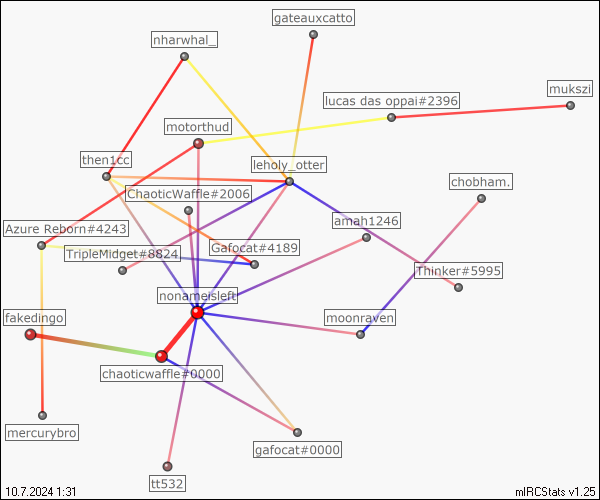 gateauxcatto
nharwhal_
mukszi
lucas das oppai#2396
motorthud
then1cc
leholy_otter
chobham.
ChaoticWaffle#2006
amah1246
Azure Reborn#4243
Gafocat#4189
TripleMidget#8824
Thinker#5995
nonameisleft
fakedingo
moonraven
chaoticwaffle#0000
mercurybro
gafocat#0000
tt532
10.7.2024 1:31
mIRCStats v1.25